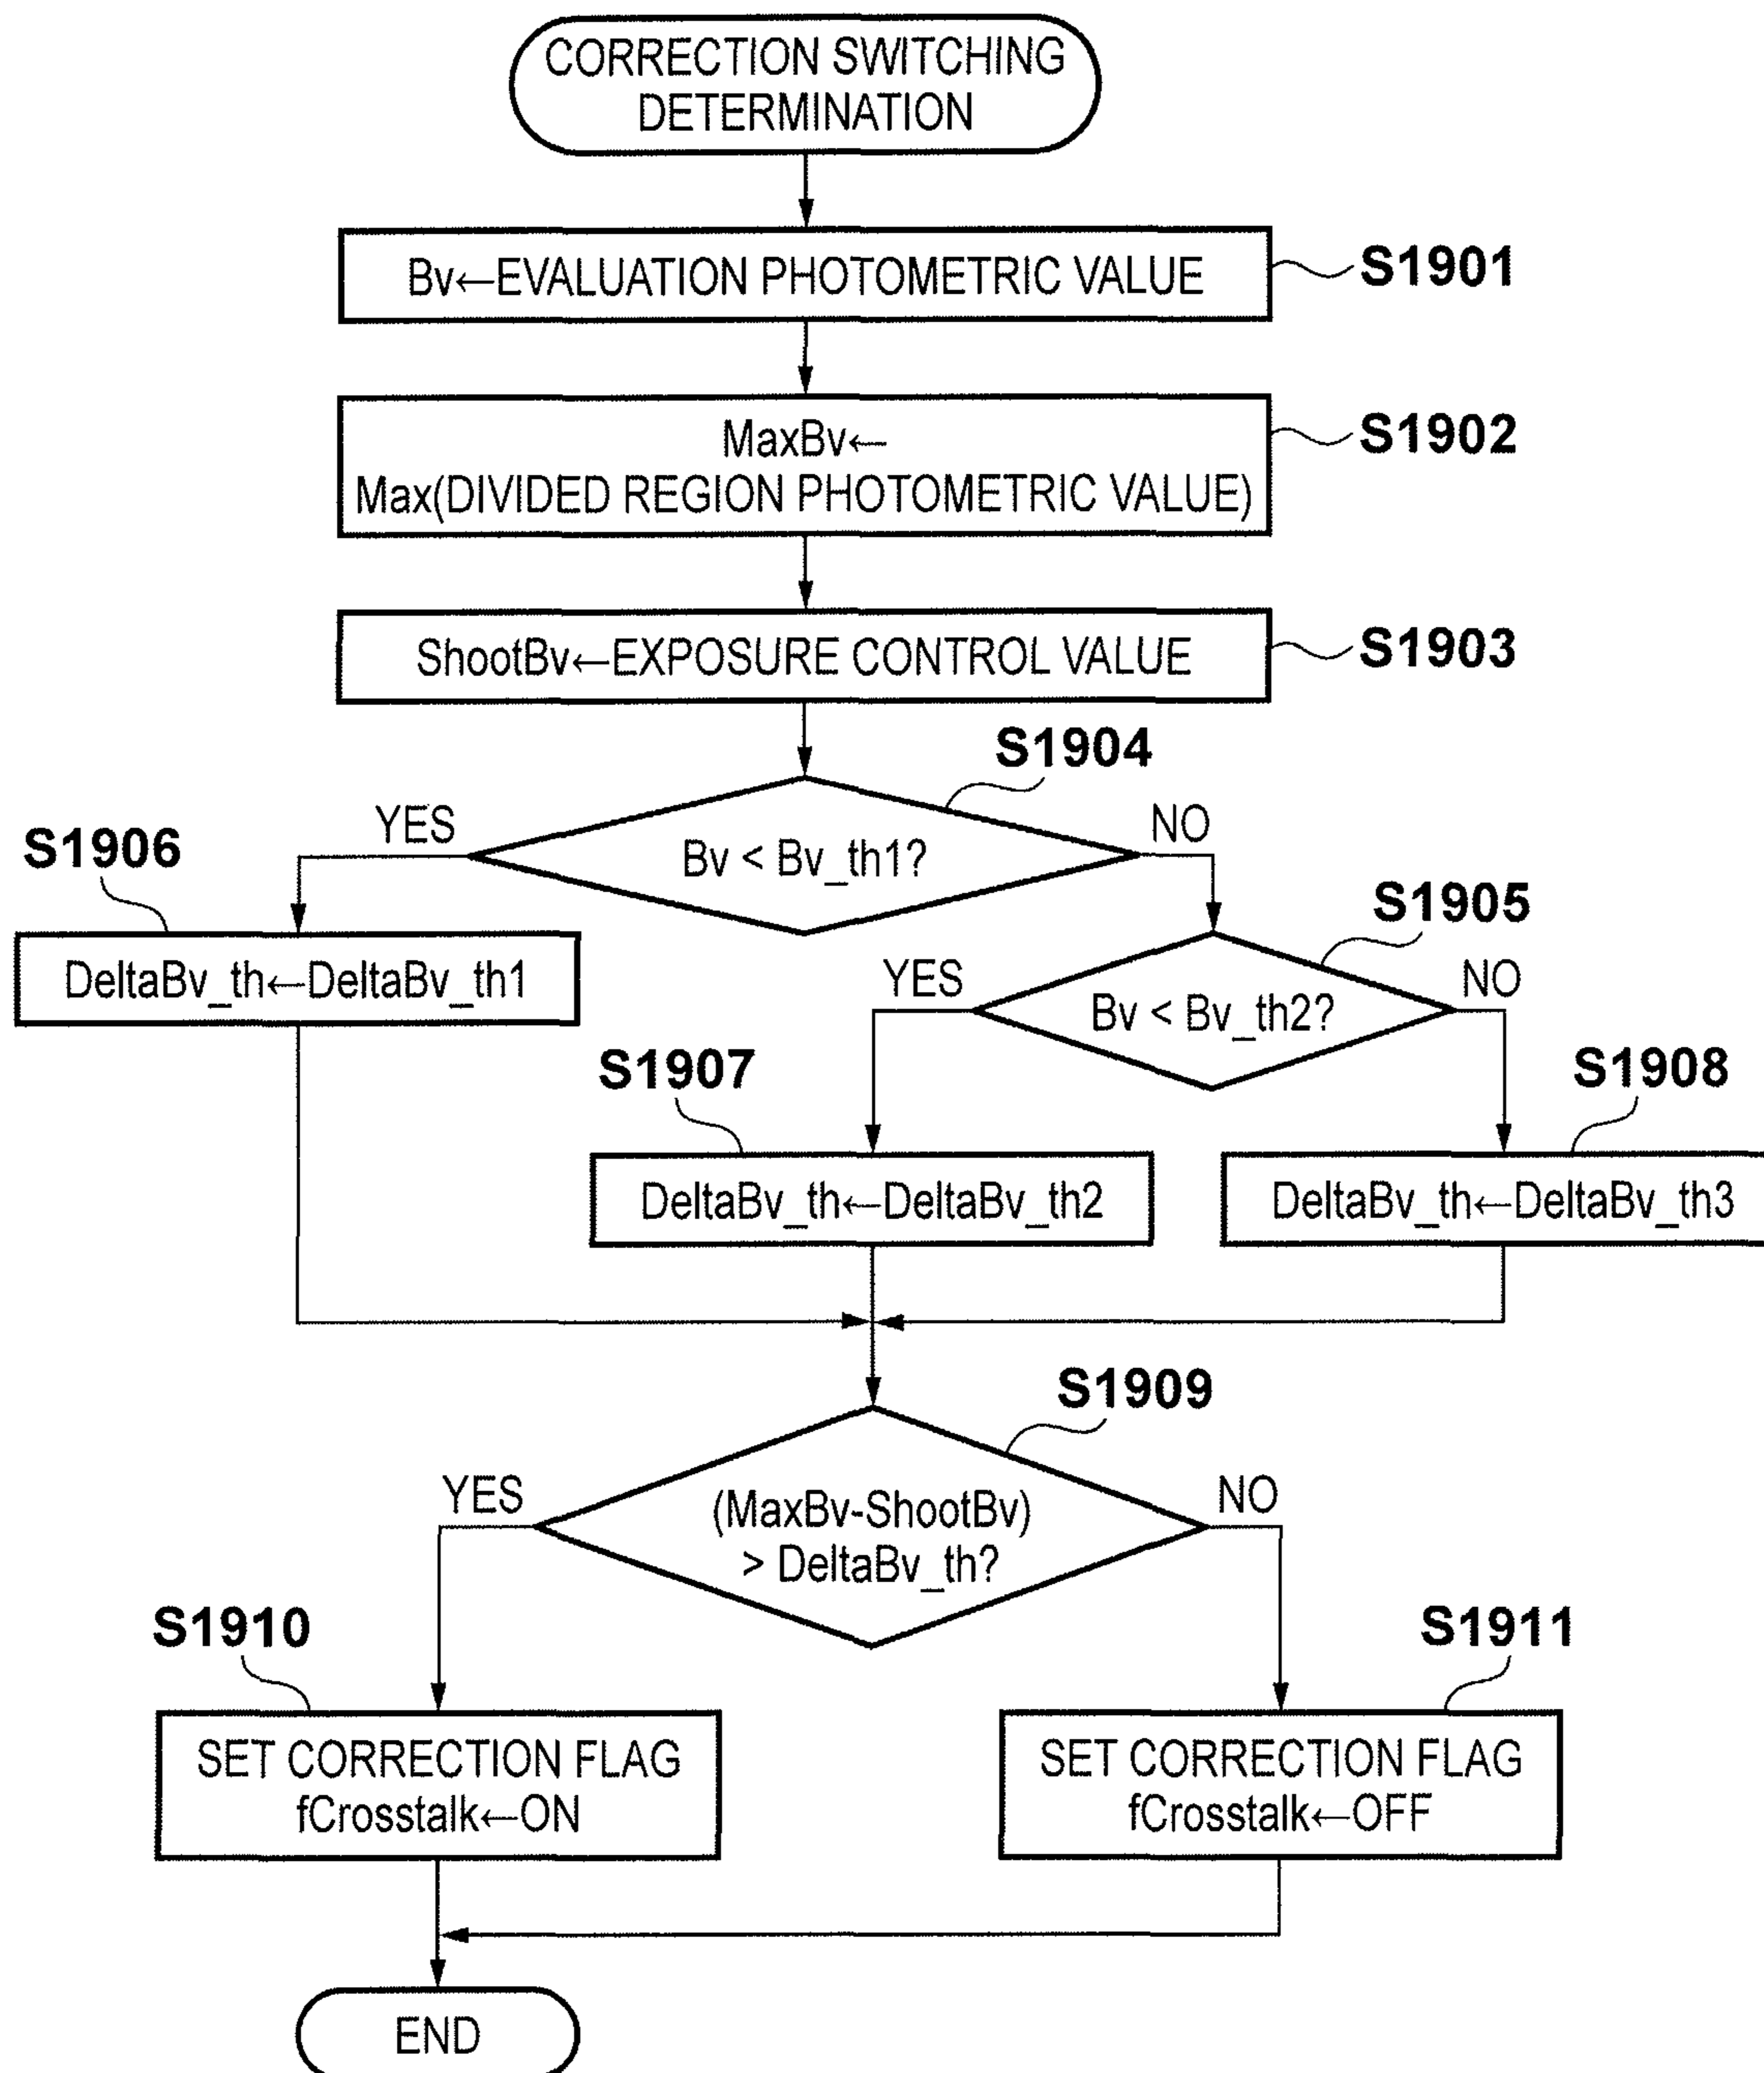 CORRECTION SWITCHING
DETERMINATION
Bv←EVALUATION PHOTOMETRIC VALUE
S1901
MaxBv←
Max(DIVIDED REGION PHOTOMETRIC VALUE)
S1902
ShootBv←EXPOSURE CONTROL VALUE
S1903
S1904
YES
Bv < Bv_th1?
NO
S1906
DeltaBv_th←DeltaBv_th1
S1905
YES
Bv < Bv_th2?
NO
S1907
DeltaBv_th←DeltaBv_th2
S1908
DeltaBv_th←DeltaBv_th3
S1909
YES
(MaxBv-ShootBv)
> DeltaBv_th?
NO
S1910
SET CORRECTION FLAG
fCrosstalk←ON
S1911
SET CORRECTION FLAG
fCrosstalk←OFF
END